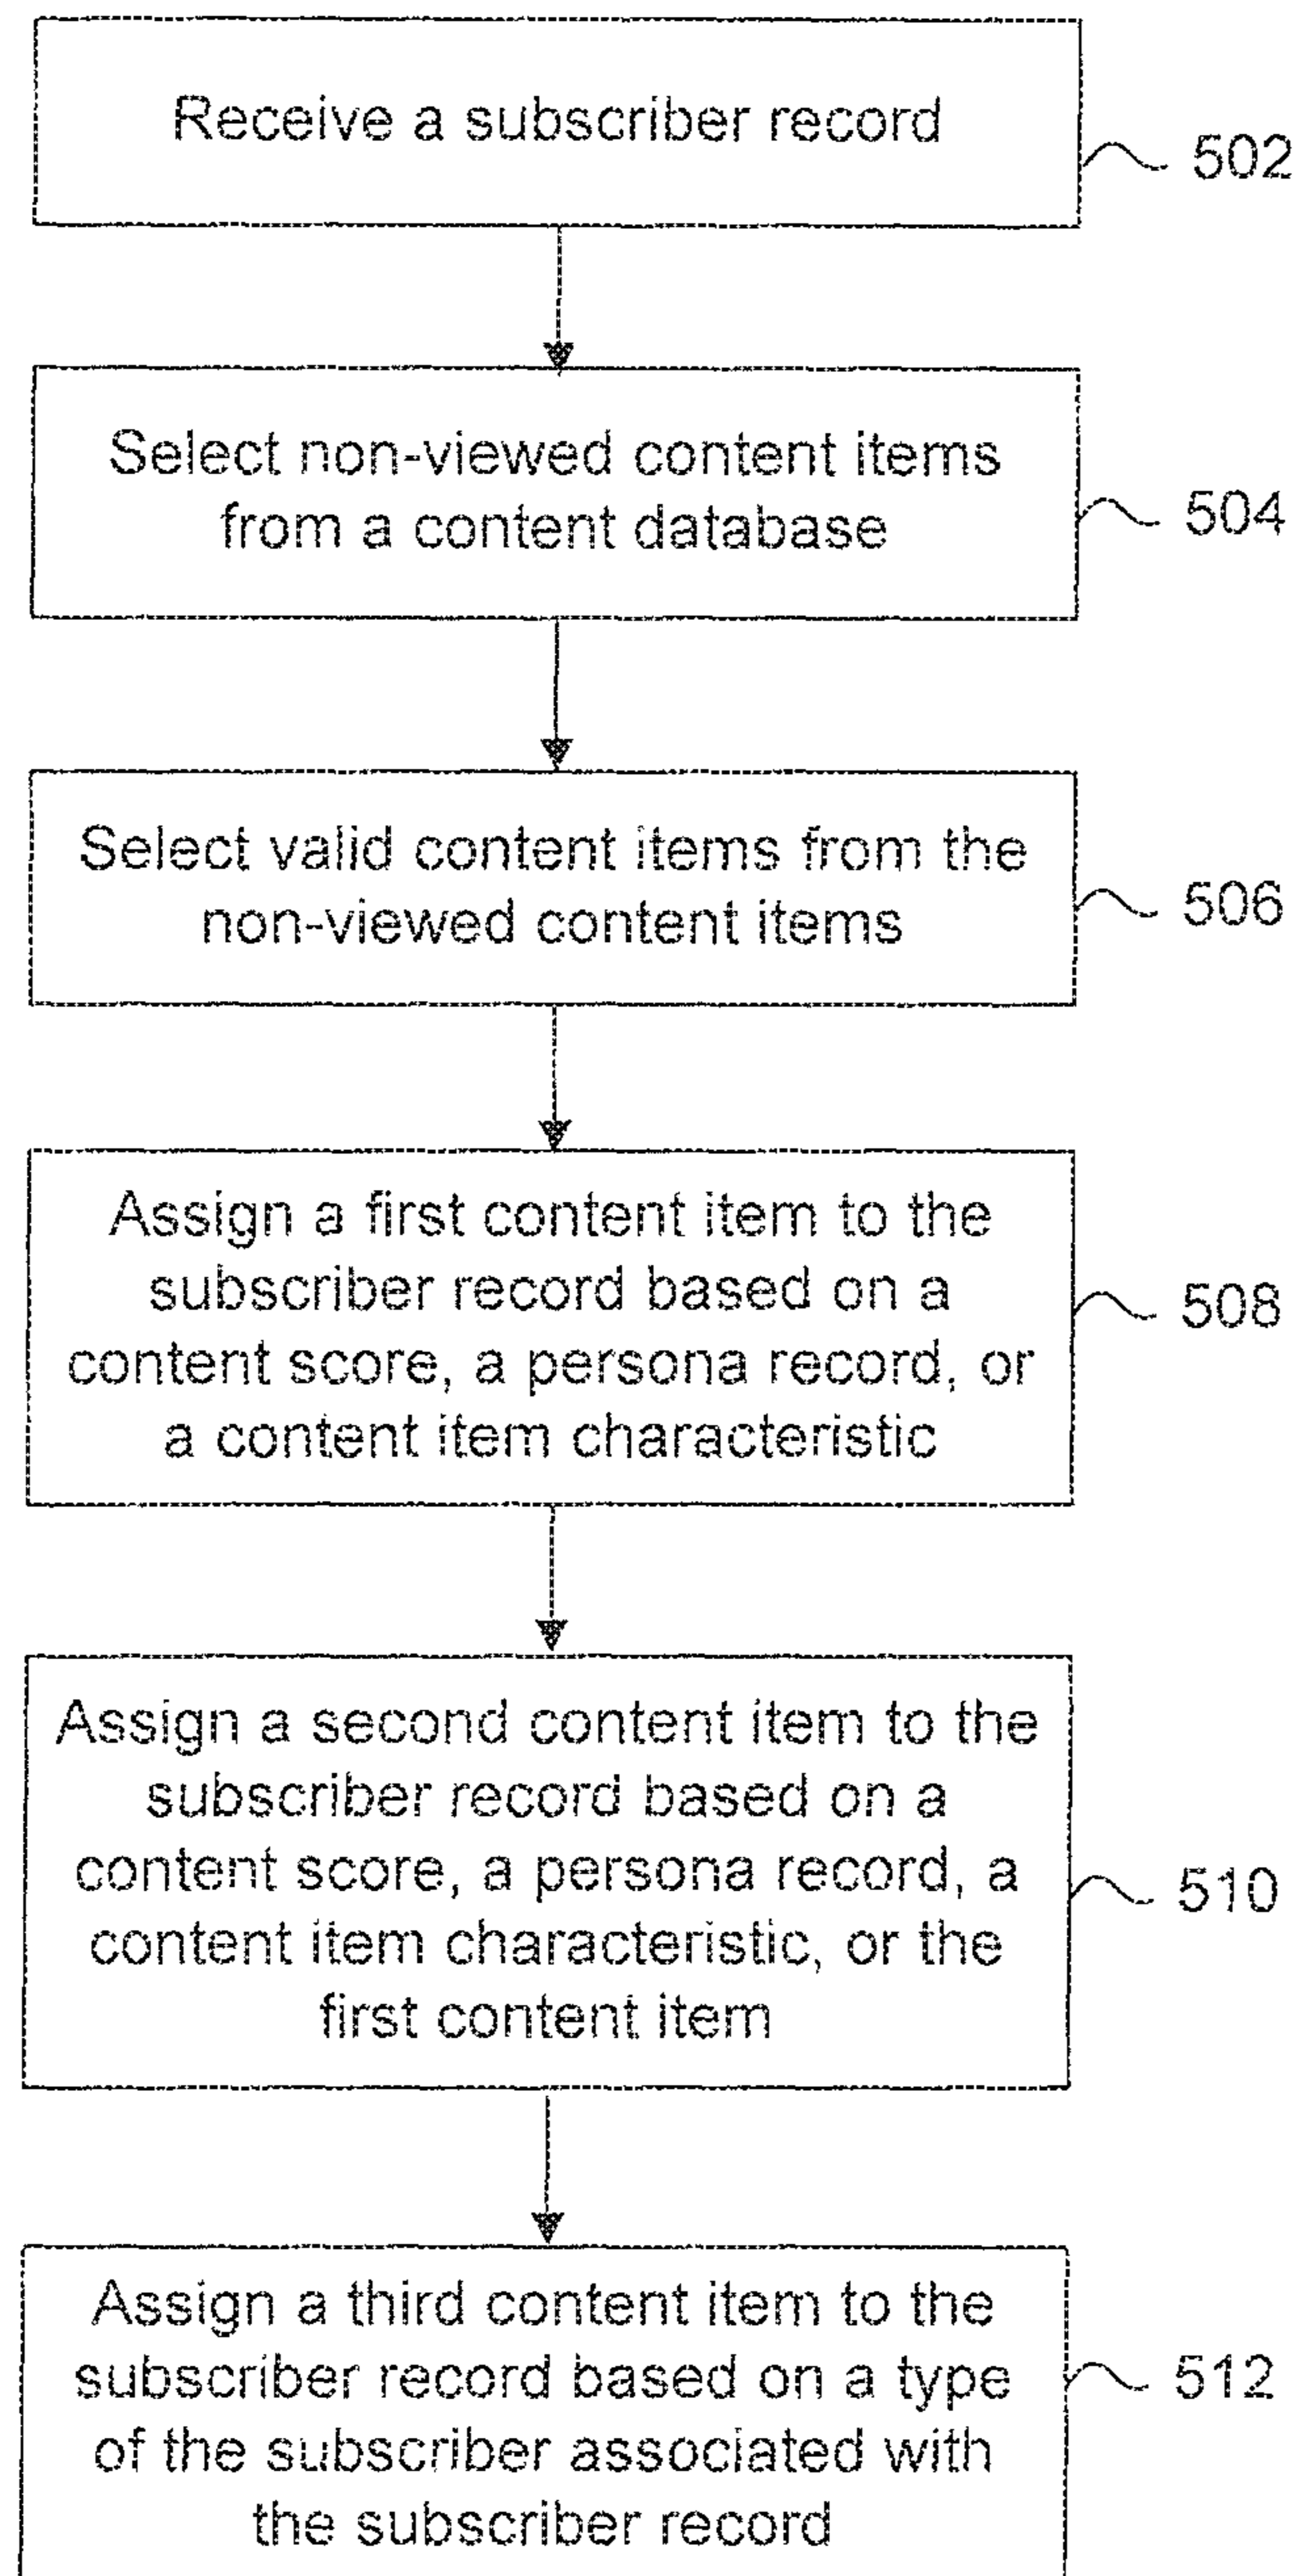 Receive a subscriber record
502
Select non-viewed content items
from a content database
504
Select valid content items from the
non-viewed content items
506
Assign a first content item to the
subscriber record based on a
content score, a persona record, or
a content item characteristic
508
Assign a second content item to the
subscriber record based on a
content score, a persona record, a
content item characteristic, or the
first content item
510
Assign a third content item to the
subscriber record based on a type
of the subscriber associated with
the subscriber record
512